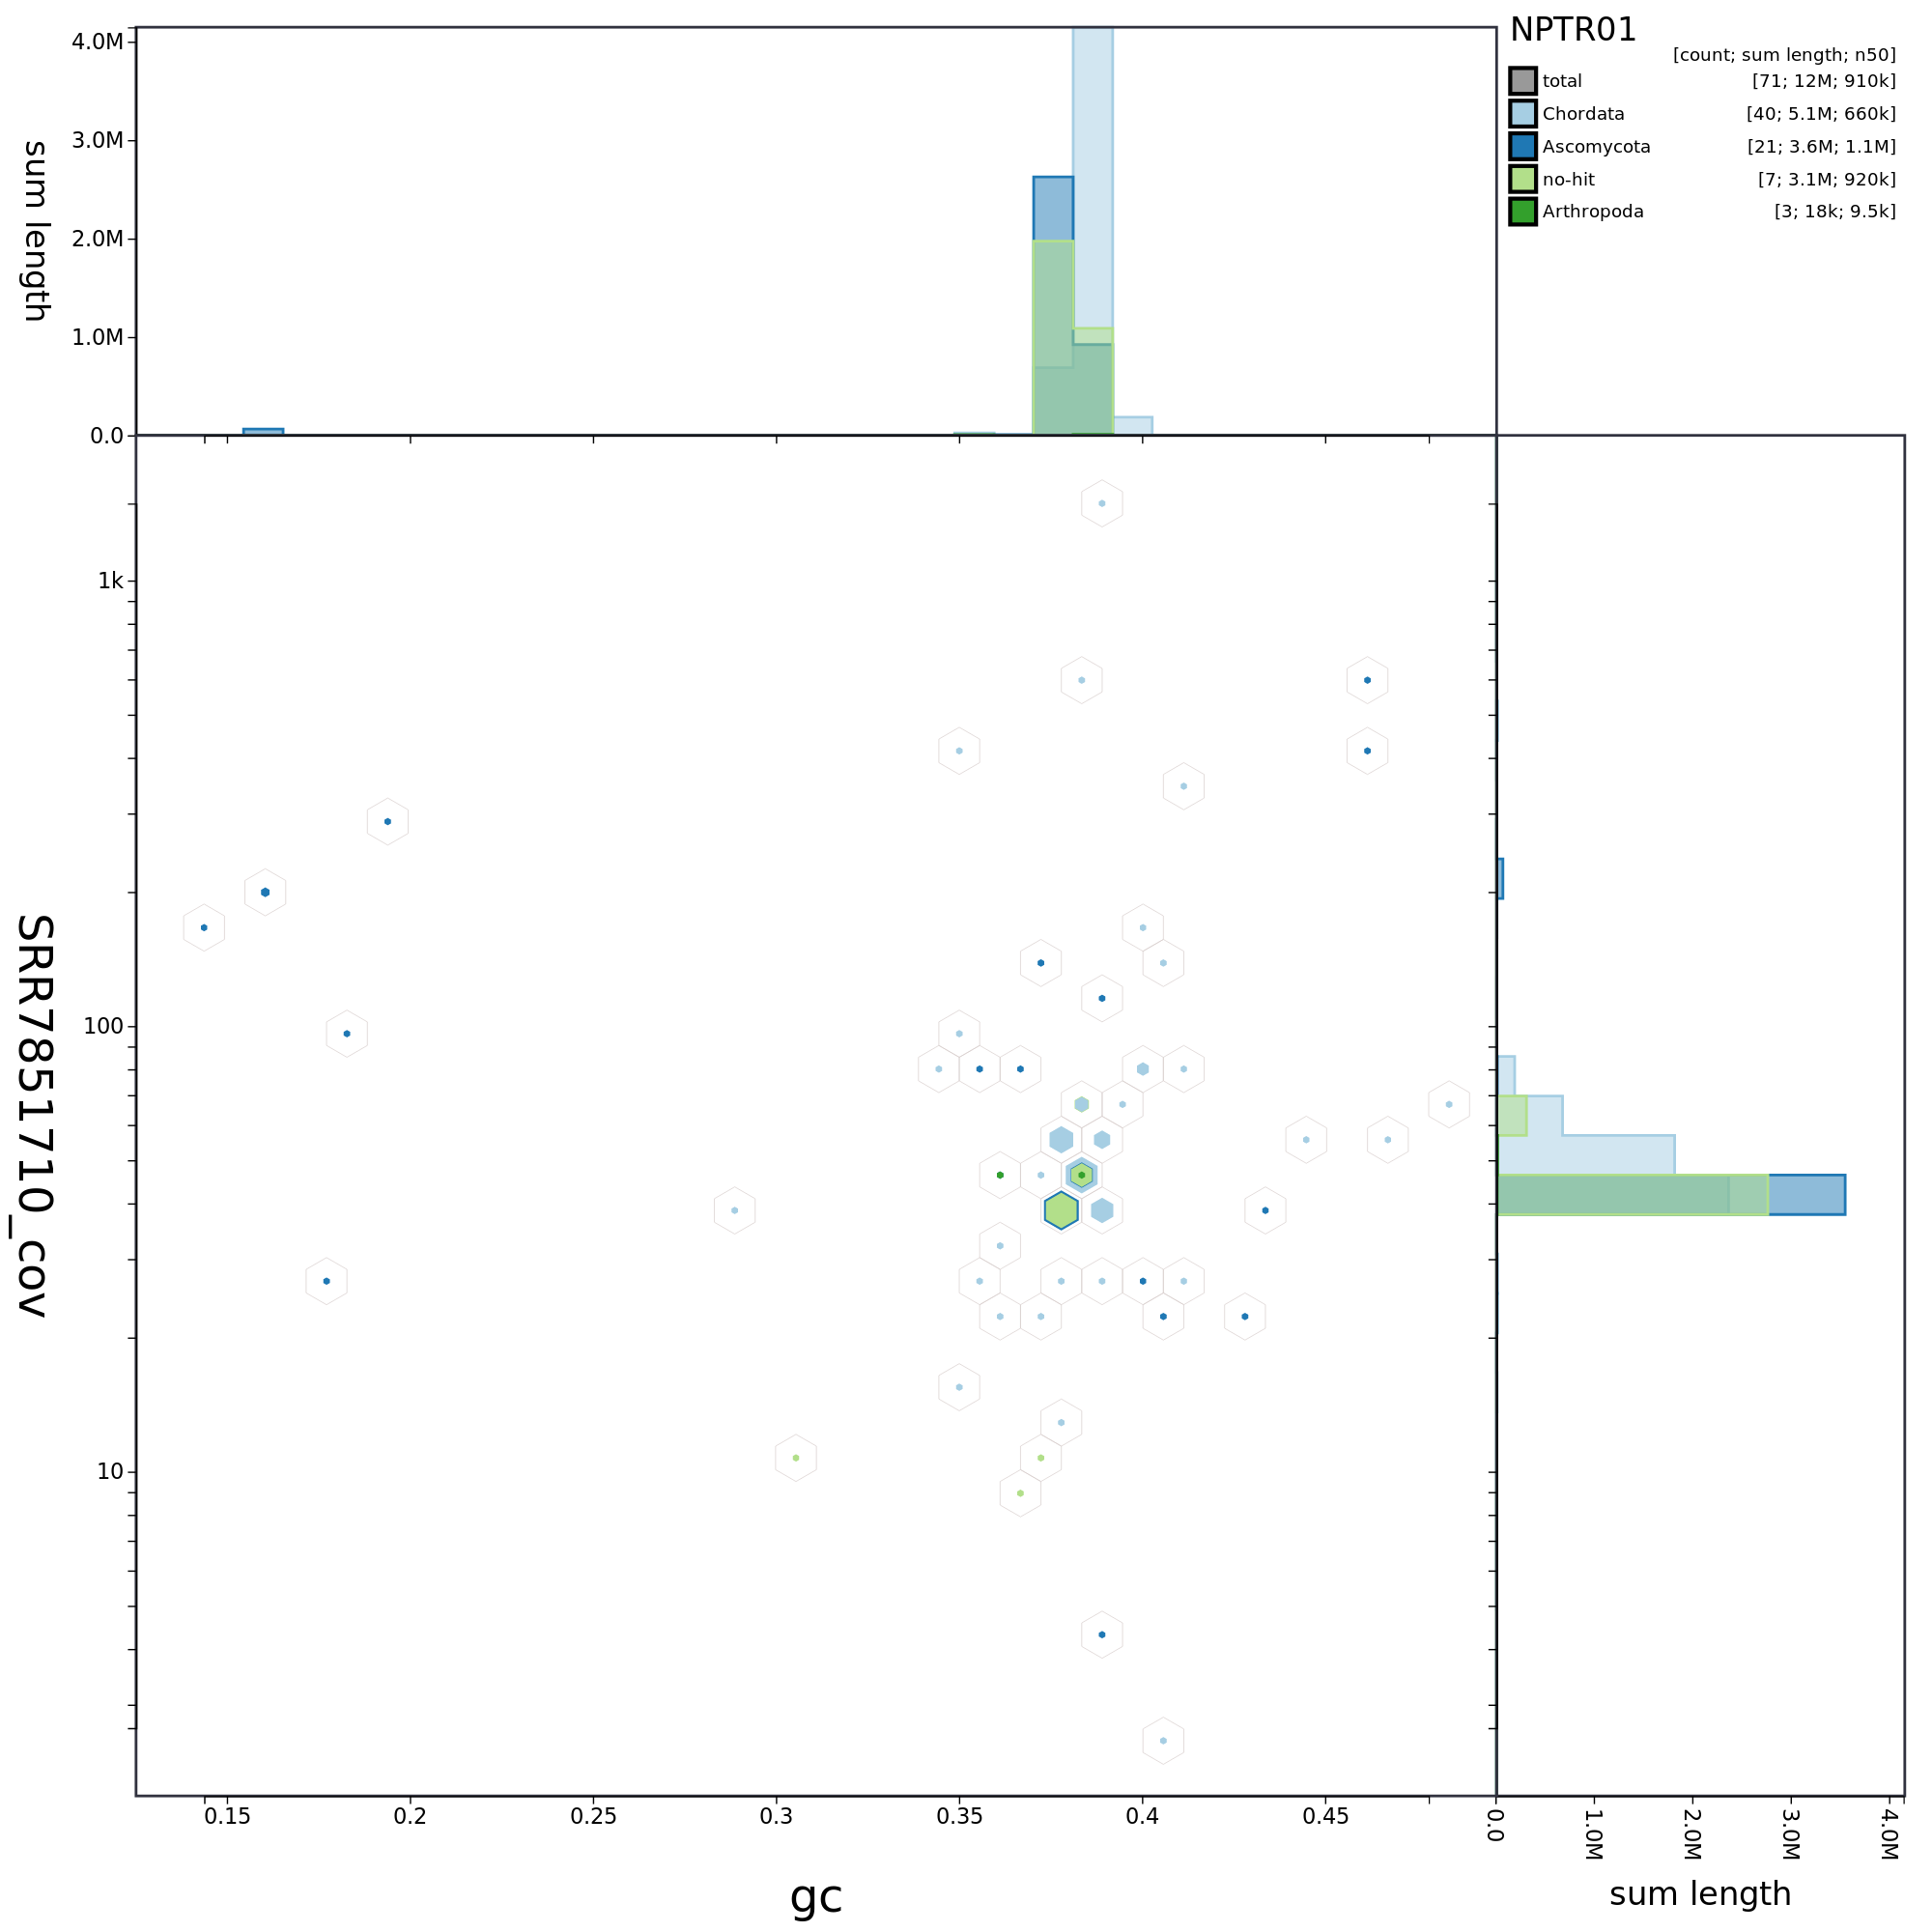 NPTR01
[count; sum length; n50]
total [71; 12M; 910k]
Chordata [40; 5.1M; 660k]
Ascomycota [21; 3.6M; 1.1M]
no-hit [7; 3.1M; 920k]
Arthropoda [3; 18k; 9.5k]
sum length
4.0M
3.0M
2.0M
1.0M
0.0
SRR7851710_cov
1k
100
10
0.15 0.2 0.25 0.3 0.35 0.4 0.45
gc
0.0 1.0M 2.0M 3.0M 4.0M
sum length